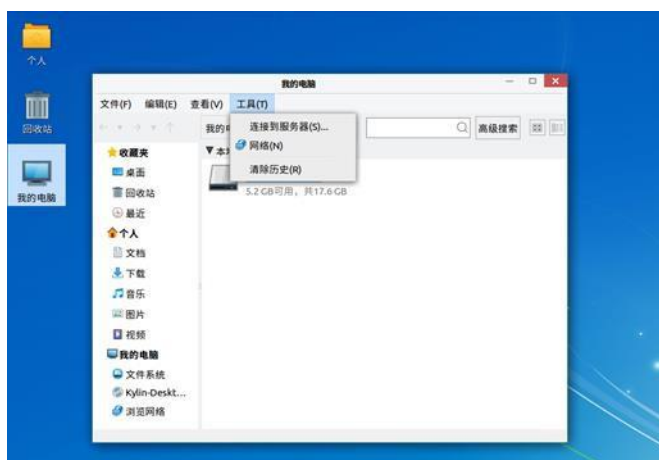 个人
回收站
我的电脑
我的电脑
文件(F) 编辑(E) 查看(V) 工具(T)
连接到服务器(S)...
网络(N)
清除历史(R)
高级搜索
5.2 GB可用，共17.6 GB
收藏夹
桌面
回收站
最近
个人
文档
下载
音乐
图片
视频
我的电脑
文件系统
Kylin-Deskt...
浏览网络